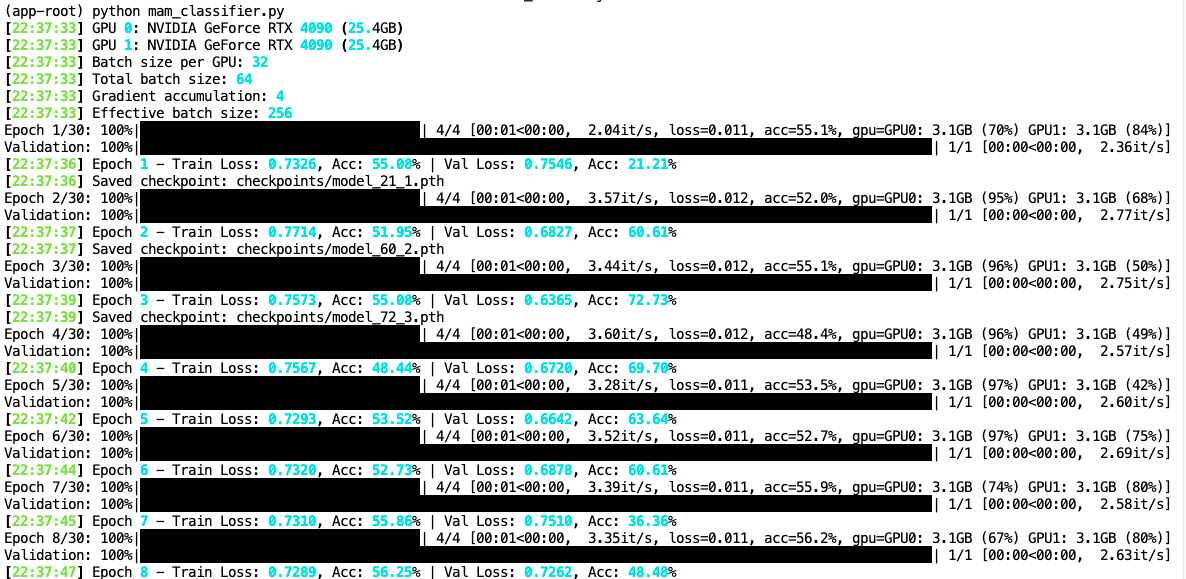 (app-root) python mam_classifier.py
[22:37:33] GPU 0: NVIDIA GeForce RTX 4090 (25.4GB)
[22:37:33] GPU 1: NVIDIA GeForce RTX 4090 (25.4GB)
[22:37:33] Batch size per GPU: 32
[22:37:33] Total batch size: 64
[22:37:33] Gradient accumulation: 4
[22:37:33] Effective batch size: 256
Epoch 1/30: 100%| | 4/4 [00:01<00:00, 2.04it/s, loss=0.011, acc=55.1%, gpu=GPU0: 3.1GB (70%) GPU1: 3.1GB (84%)]
Validation: 100%| | 1/1 [00:00<00:00, 2.36it/s]
[22:37:36] Epoch 1 – Train Loss: 0.7326, Acc: 55.08% | Val Loss: 0.7546, Acc: 21.21%
[22:37:36] Saved checkpoint: checkpoints/model_21_1.pth
Epoch 2/30: 100%| | 4/4 [00:01<00:00, 3.57it/s, loss=0.012, acc=52.0%, gpu=GPU0: 3.1GB (95%) GPU1: 3.1GB (68%)]
Validation: 100%| | 1/1 [00:00<00:00, 2.77it/s]
[22:37:37] Epoch 2 – Train Loss: 0.7714, Acc: 51.95% | Val Loss: 0.6827, Acc: 60.61%
[22:37:37] Saved checkpoint: checkpoints/model_60_2.pth
Epoch 3/30: 100%| | 4/4 [00:01<00:00, 3.44it/s, loss=0.012, acc=55.1%, gpu=GPU0: 3.1GB (96%) GPU1: 3.1GB (50%)]
Validation: 100%| | 1/1 [00:00<00:00, 2.75it/s]
[22:37:39] Epoch 3 – Train Loss: 0.7573, Acc: 55.08% | Val Loss: 0.6365, Acc: 72.73%
[22:37:39] Saved checkpoint: checkpoints/model_72_3.pth
Epoch 4/30: 100%| | 4/4 [00:01<00:00, 3.60it/s, loss=0.012, acc=48.4%, gpu=GPU0: 3.1GB (96%) GPU1: 3.1GB (49%)]
Validation: 100%| | 1/1 [00:00<00:00, 2.57it/s]
[22:37:40] Epoch 4 – Train Loss: 0.7567, Acc: 48.44% | Val Loss: 0.6720, Acc: 69.70%
Epoch 5/30: 100%| | 4/4 [00:01<00:00, 3.28it/s, loss=0.011, acc=53.5%, gpu=GPU0: 3.1GB (97%) GPU1: 3.1GB (42%)]
Validation: 100%| | 1/1 [00:00<00:00, 2.60it/s]
[22:37:42] Epoch 5 – Train Loss: 0.7293, Acc: 53.52% | Val Loss: 0.6642, Acc: 63.64%
Epoch 6/30: 100%| | 4/4 [00:01<00:00, 3.52it/s, loss=0.011, acc=52.7%, gpu=GPU0: 3.1GB (97%) GPU1: 3.1GB (75%)]
Validation: 100%| | 1/1 [00:00<00:00, 2.69it/s]
[22:37:44] Epoch 6 – Train Loss: 0.7320, Acc: 52.73% | Val Loss: 0.6878, Acc: 60.61%
Epoch 7/30: 100%| | 4/4 [00:01<00:00, 3.39it/s, loss=0.011, acc=55.9%, gpu=GPU0: 3.1GB (74%) GPU1: 3.1GB (80%)]
Validation: 100%| | 1/1 [00:00<00:00, 2.58it/s]
[22:37:45] Epoch 7 – Train Loss: 0.7310, Acc: 55.86% | Val Loss: 0.7510, Acc: 36.36%
Epoch 8/30: 100%| | 4/4 [00:01<00:00, 3.35it/s, loss=0.011, acc=56.2%, gpu=GPU0: 3.1GB (67%) GPU1: 3.1GB (80%)]
Validation: 100%| | 1/1 [00:00<00:00, 2.63it/s]
[22:37:47] Epoch 8 – Train Loss: 0.7289, Acc: 56.25% | Val Loss: 0.7262, Acc: 48.48%